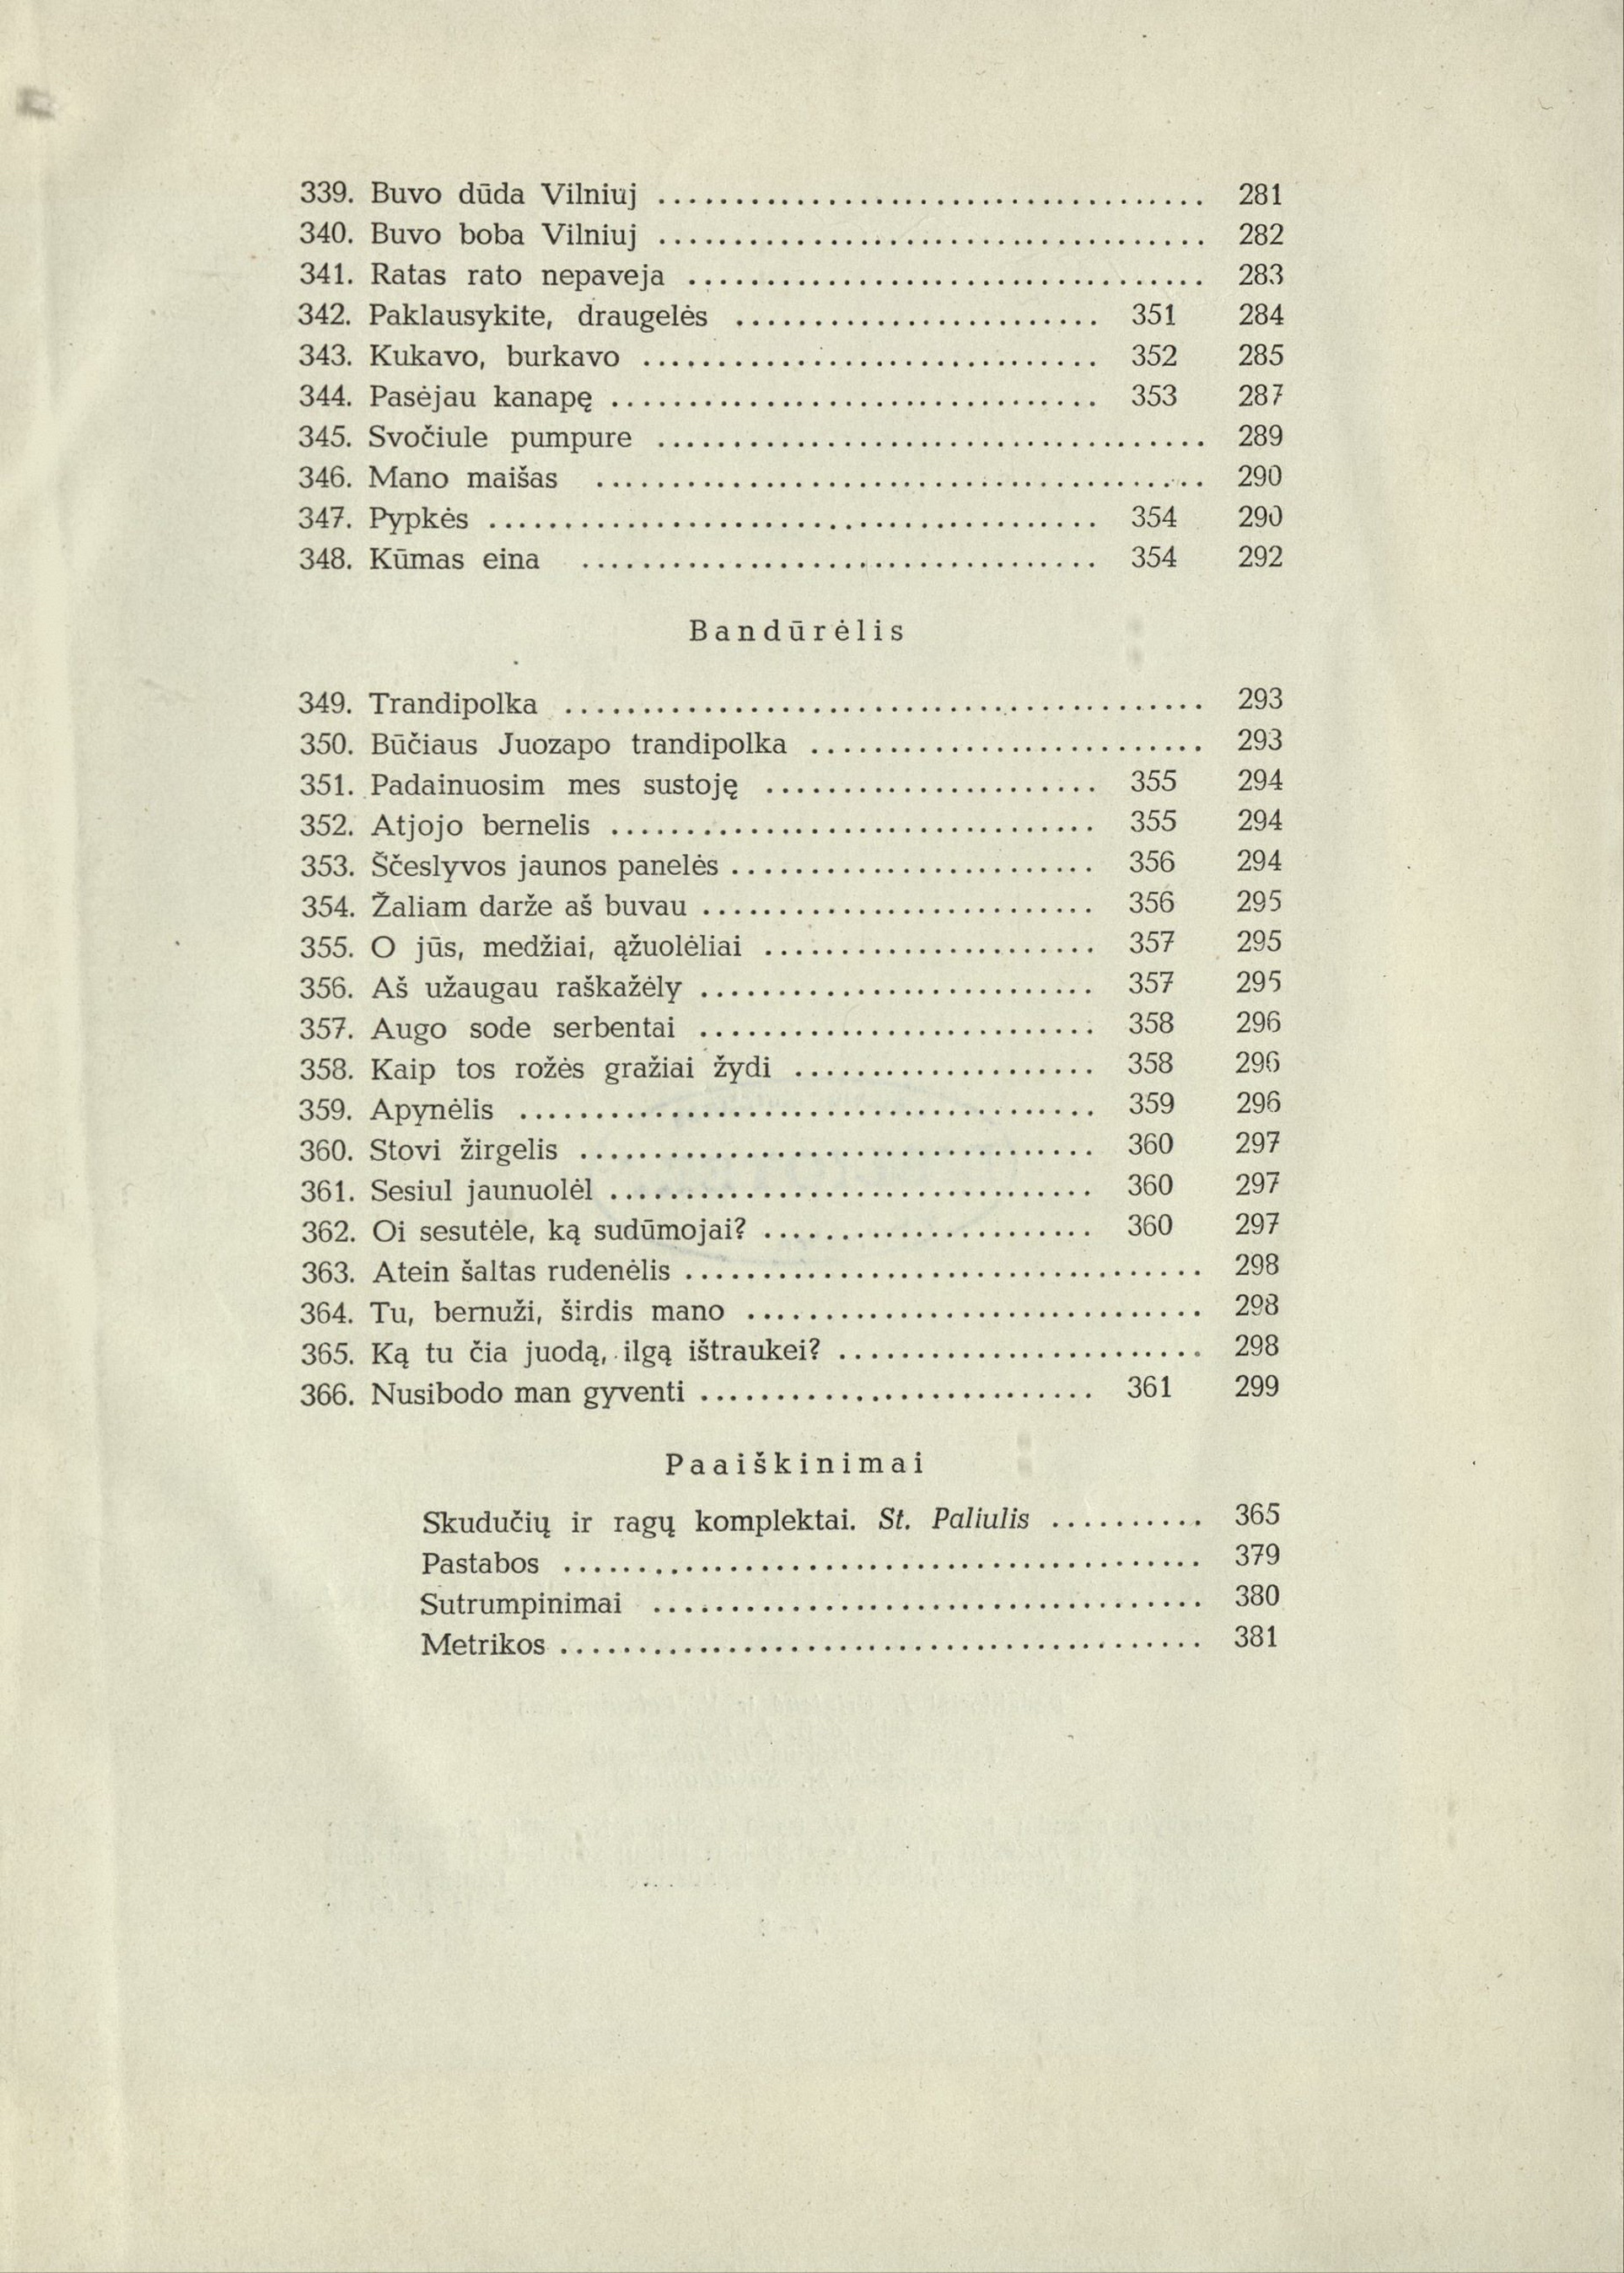 339. Buvo dūda Vilniuj .................................... 281
340. Buvo boba Vilniuj .................................... 282
341. Ratas rato nepaveja .................................. 283
342. Paklausykite, draugelės ........................ 351 284
343. Kukavo, burkavo .............................. 352 285
344. Pasėjau kanapę ................................ 353 287
345. Svočiule pumpure .................................... 289
346. Mano maišas ........................................ 290
347. Pypkės ........................................ 354 290
348. Kūmas eina .................................. 354 292
Bandūrėlis
349. Trandipolka .......................................... 293
350. Būčiaus Juozapo trandipolka .......................... 293
351. Padainuosim mes sustoję ...................... 355 294
352. Atjojo bernelis ................................ 355 294
353. Ščeslyvos jaunos panelės ........................ 356 294
354. Žaliam darže aš buvau .......................... 356 295
355. O jūs, medžiai, ąžuolėliai ...................... 357 295
356. Aš užaugau raškažėly .......................... 357 295
357. Augo sode serbentai .......................... 358 296
358. Kaip tos rožės gražiai žydi .................... 358 296
359. Apynėlis ...................................... 359 296
360. Stovi žirgelis .................................. 360 297
361. Sesiul jaunuolėl ................................ 360 297
362. Oi sesutėle, ką sudūmojai? ...................... 360 297
363. Atein šaltas rudenėlis .................................. 298
364. Tu, bernuži, širdis mano .............................. 298
365. Ką tu čia juodą, ilgą ištraukei? ........................ 298
366. Nusibodo man gyventi .......................... 361 299
Paaiškinimai
Skudučių ir ragų komplektai. St. Paliulis .......... 365
Pastabos .......................................... 379
Sutrumpinimai .................................... 380
Metrikos .......................................... 381